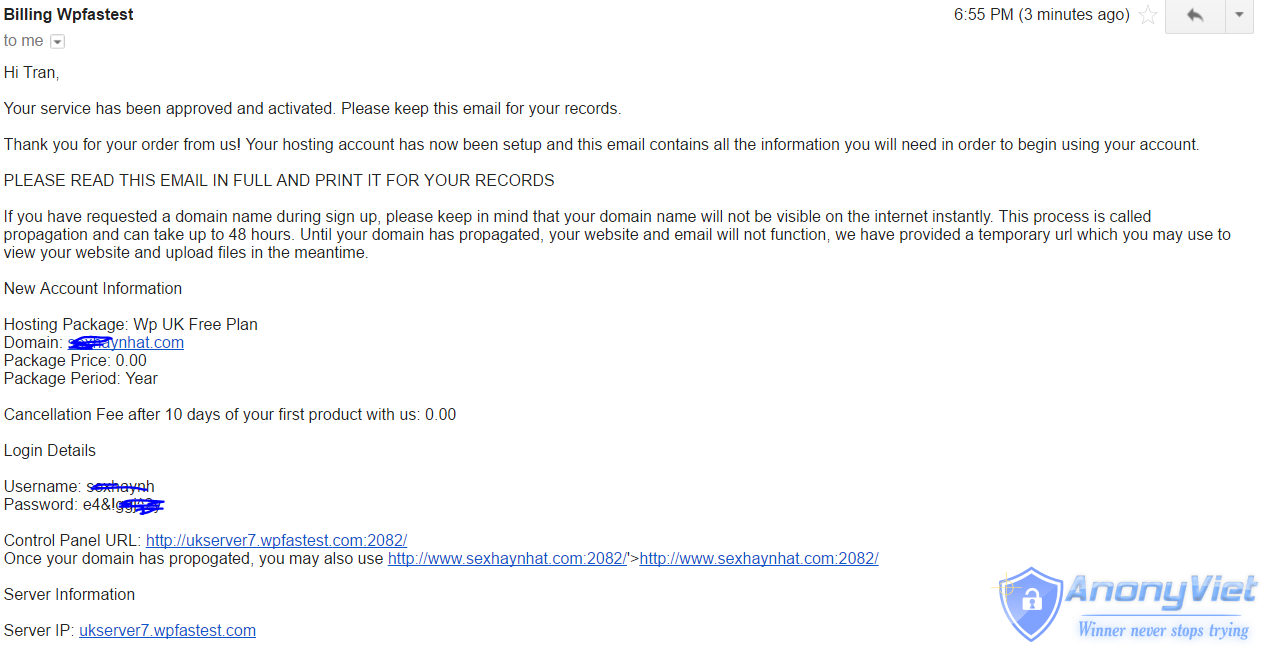 Billing Wpfastest
6:55 PM (3 minutes ago)
to me
Hi Tran,
Your service has been approved and activated. Please keep this email for your records.
Thank you for your order from us! Your hosting account has now been setup and this email contains all the information you will need in order to begin using your account.
PLEASE READ THIS EMAIL IN FULL AND PRINT IT FOR YOUR RECORDS
If you have requested a domain name during sign up, please keep in mind that your domain name will not be visible on the internet instantly. This process is called
propagation and can take up to 48 hours. Until your domain has propagated, your website and email will not function, we have provided a temporary url which you may use to
view your website and upload files in the meantime.
New Account Information
Hosting Package: Wp UK Free Plan
Domain:
Package Price: 0.00
Package Period: Year
Cancellation Fee after 10 days of your first product with us: 0.00
Login Details
Username:
Password:
Control Panel URL: http://ukserver7.wpfastest.com:2082/
Once your domain has propogated, you may also use http://www.sexhaynhat.com:2082/'>http://www.sexhaynhat.com:2082/
Server Information
Server IP: ukserver7.wpfastest.com
AnonyViet
Winner never stops trying